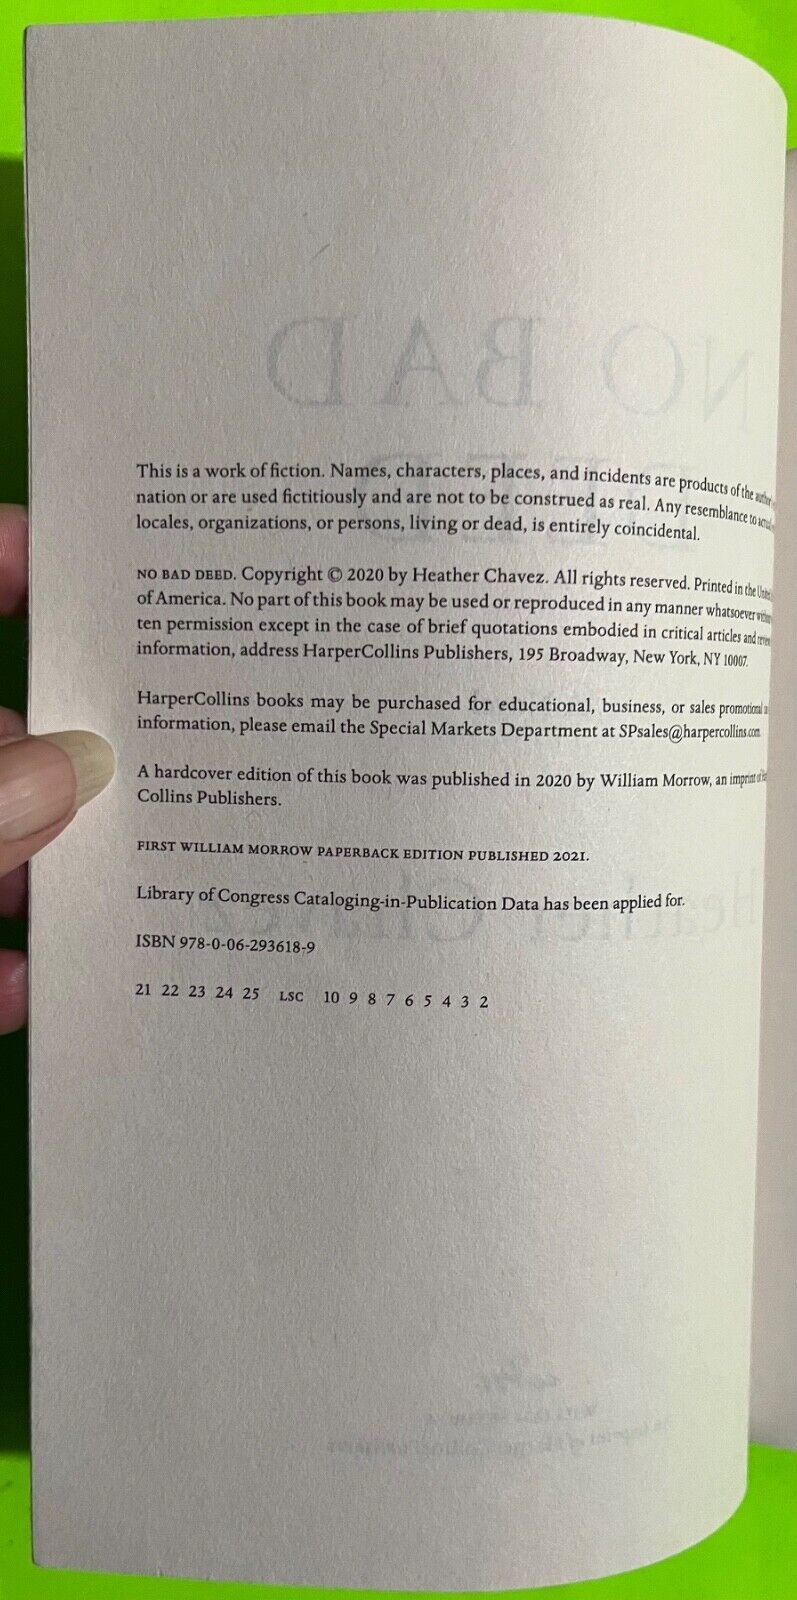 This is a work of fiction. Names, characters, places, and incidents are products of the author
nation or are used fictitiously and are not to be construed as real. Any resemblance to
locales, organizations, or persons, living or dead, is entirely coincidental.
NO BAD DEED. Copyright © 2020 by Heather Chavez. All rights reserved. Printed in the
of America. No part of this book may be used or reproduced in any manner whatsoever
ten permission except in the case of brief quotations embodied in critical articles and
information, address HarperCollins Publishers, 195 Broadway, New York, NY 10007.
HarperCollins books may be purchased for educational, business, or sales promotional
information, please email the Special Markets Department at SPsales@harpercollins.com
A hardcover edition of this book was published in 2020 by William Morrow, an imprint of
Collins Publishers.
FIRST WILLIAM MORROW PAPERBACK EDITION PUBLISHED 2021.
Library of Congress Cataloging-in-Publication Data has been applied for.
ISBN 978-0-06-293618-9
21 22 23 24 25 LSC 10 9 8 7 6 5 4 3 2